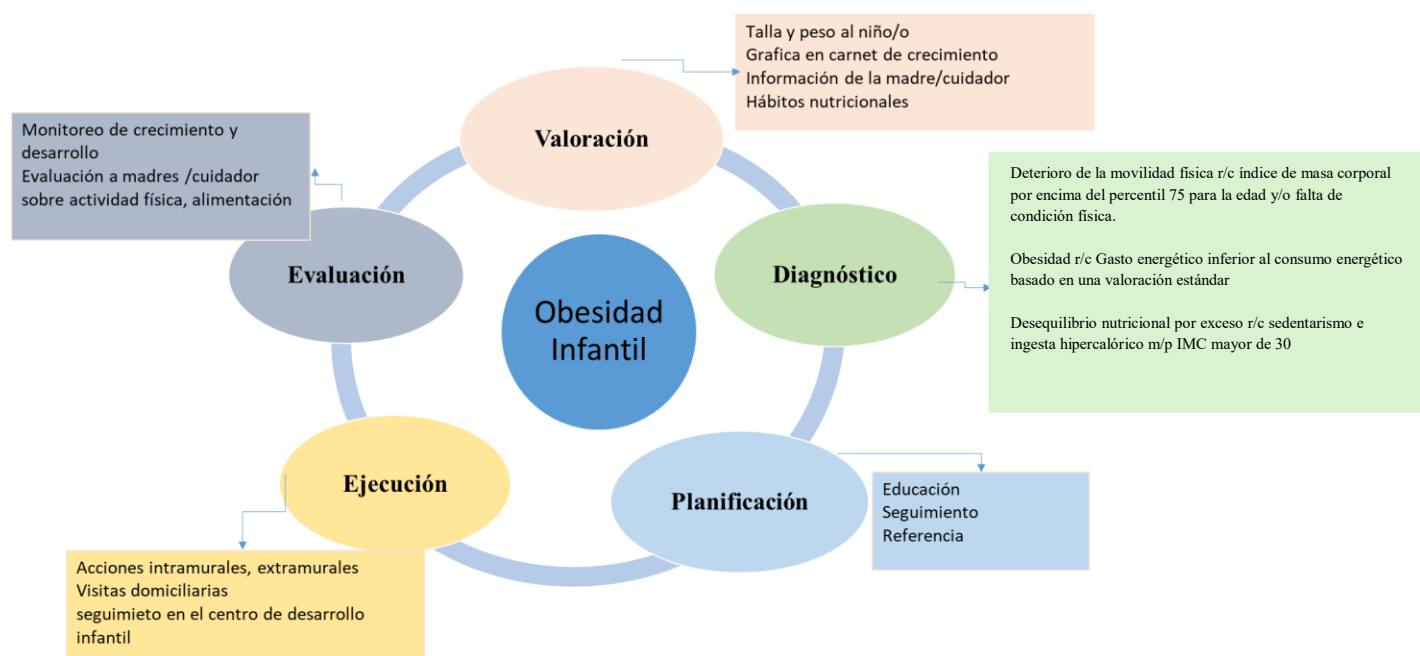 Talla y peso al niño/o
Grafica en carnet de crecimiento
Información de la madre/cuidador
Hábitos nutricionales
Valoración
Monitoreo de crecimiento y
desarrollo
Evaluación a madres /cuidador
sobre actividad física, alimentación
Deterioro de la movilidad física r/c índice de masa corporal
por encima del percentil 75 para la edad y/o falta de
condición física.
Obesidad r/c Gasto energético inferior al consumo energético
basado en una valoración estándar
Desequilibrio nutricional por exceso r/c sedentarismo e
ingesta hipercalórico m/p IMC mayor de 30
Evaluación
Diagnóstico
Obesidad
Infantil
Ejecución
Planificación
Educación
Seguimiento
Referencia
Acciones intramurales, extramurales
Visitas domiciliarias
seguimieto en el centro de desarrollo
infantil